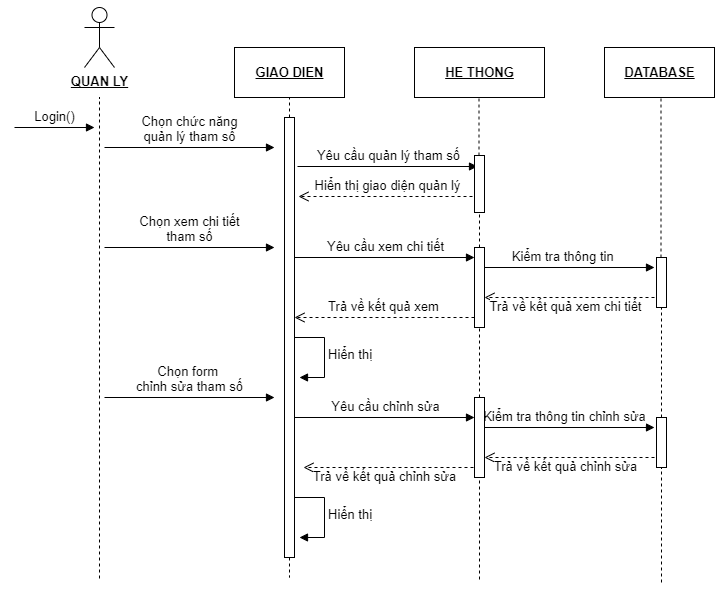 QUAN LY
GIAO DIEN
HE THONG
DATABASE
Login()
Chọn chức năng
quản lý tham số
Yêu cầu quản lý tham số
Hiển thị giao diện quản lý
Chọn xem chi tiết
tham số
Yêu cầu xem chi tiết
Kiểm tra thông tin
Trả về kết quả xem chi tiết
Trả về kết quả xem
Hiển thị
Chọn form
chỉnh sửa tham số
Yêu cầu chỉnh sửa
Kiểm tra thông tin chỉnh sửa
Trả về kết quả chỉnh sửa
Trả về kết quả chỉnh sửa
Hiển thị